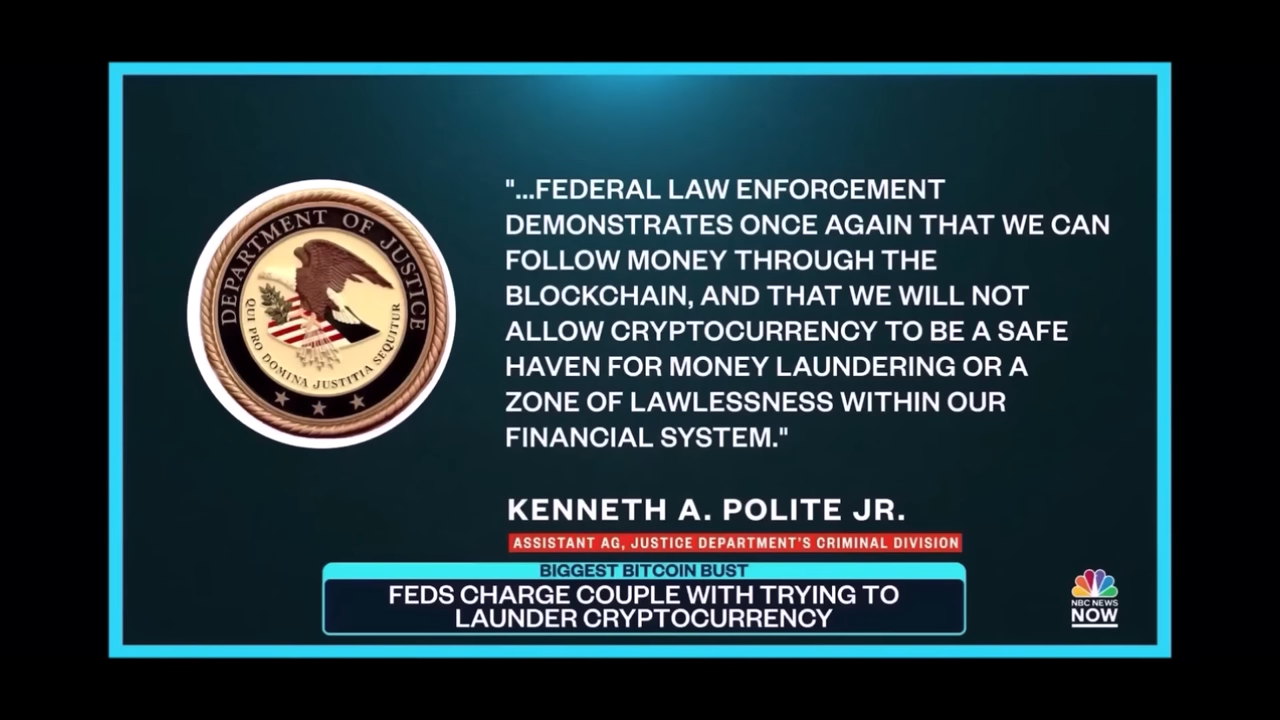 DEPARTMENT OF JUSTICE
QUI PRO DOMINA JUSTITIA SEQUITUR
"...FEDERAL LAW ENFORCEMENT
DEMONSTRATES ONCE AGAIN THAT WE CAN
FOLLOW MONEY THROUGH THE
BLOCKCHAIN, AND THAT WE WILL NOT
ALLOW CRYPTOCURRENCY TO BE A SAFE
HAVEN FOR MONEY LAUNDERING OR A
ZONE OF LAWLESSNESS WITHIN OUR
FINANCIAL SYSTEM."
KENNETH A. POLITE JR.
ASSISTANT AG, JUSTICE DEPARTMENT'S CRIMINAL DIVISION
BIGGEST BITCOIN BUST
FEDS CHARGE COUPLE WITH TRYING TO
LAUNDER CRYPTOCURRENCY
NBC NEWS
NOW